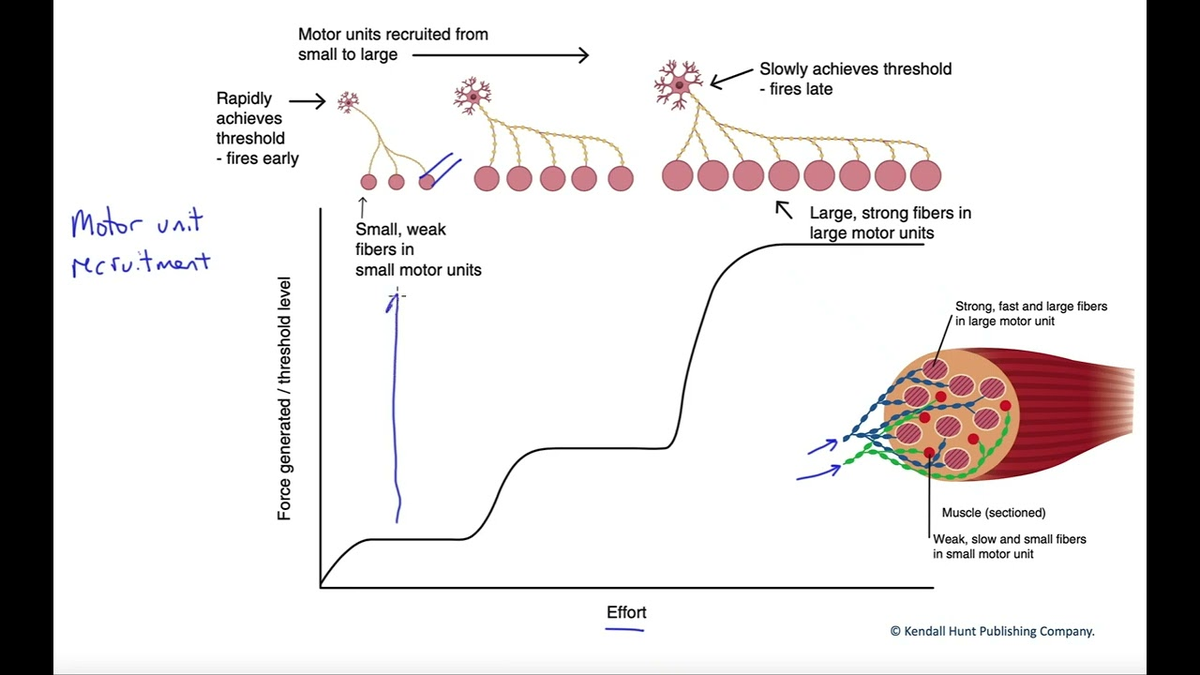 Motor units recruited from
small to large
Rapidly
achieves
threshold
- fires early
Slowly achieves threshold
- fires late
Motor unit
recruitment
Small, weak
fibers in
small motor units
Large, strong fibers in
large motor units
Force generated / threshold level
Strong, fast and large fibers
in large motor unit
Muscle (sectioned)
Weak, slow and small fibers
in small motor unit
Effort
© Kendall Hunt Publishing Company.